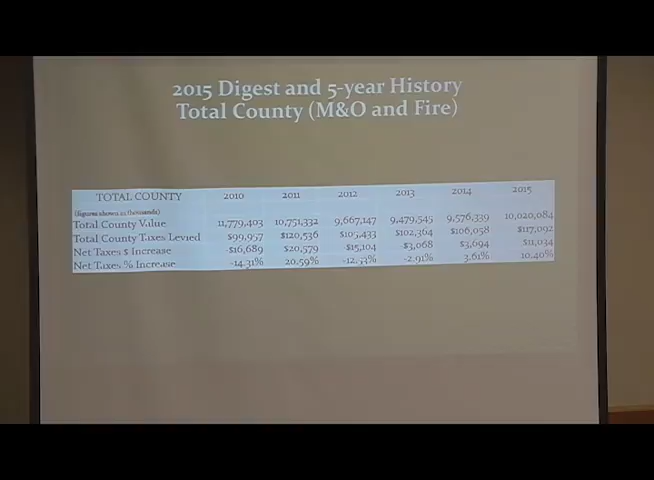 2015 Digest and 5-year History
Total County (M&O and Fire)
TOTAL COUNTY 2010 2011 2012 2013 2014 2015
(figures shown in thousands)
Total County Value 11,779,403 10,751,332 9,667,147 9,479,545 9,576,339 10,020,084
Total County Taxes Levied $99,957 $120,536 $105,433 $102,364 $106,058 $117,092
Net Taxes $ Increase $16,689 $20,579 $15,104 $3,068 $3,694 $11,034
Net Taxes % Increase -14.31% 20.59% -12.53% -2.91% 3.61% 10.40%